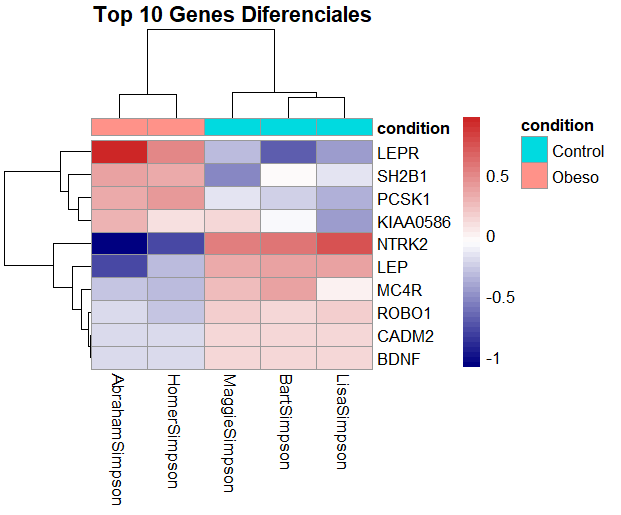 Top 10 Genes Diferenciales
condition
LEPR
SH2B1
PCSK1
KIAA0586
NTRK2
LEP
MC4R
ROBO1
CADM2
BDNF
0.5
0
-0.5
-1
condition
Control
Obeso
AbrahamSimpson
HomerSimpson
MaggieSimpson
BartSimpson
LisaSimpson